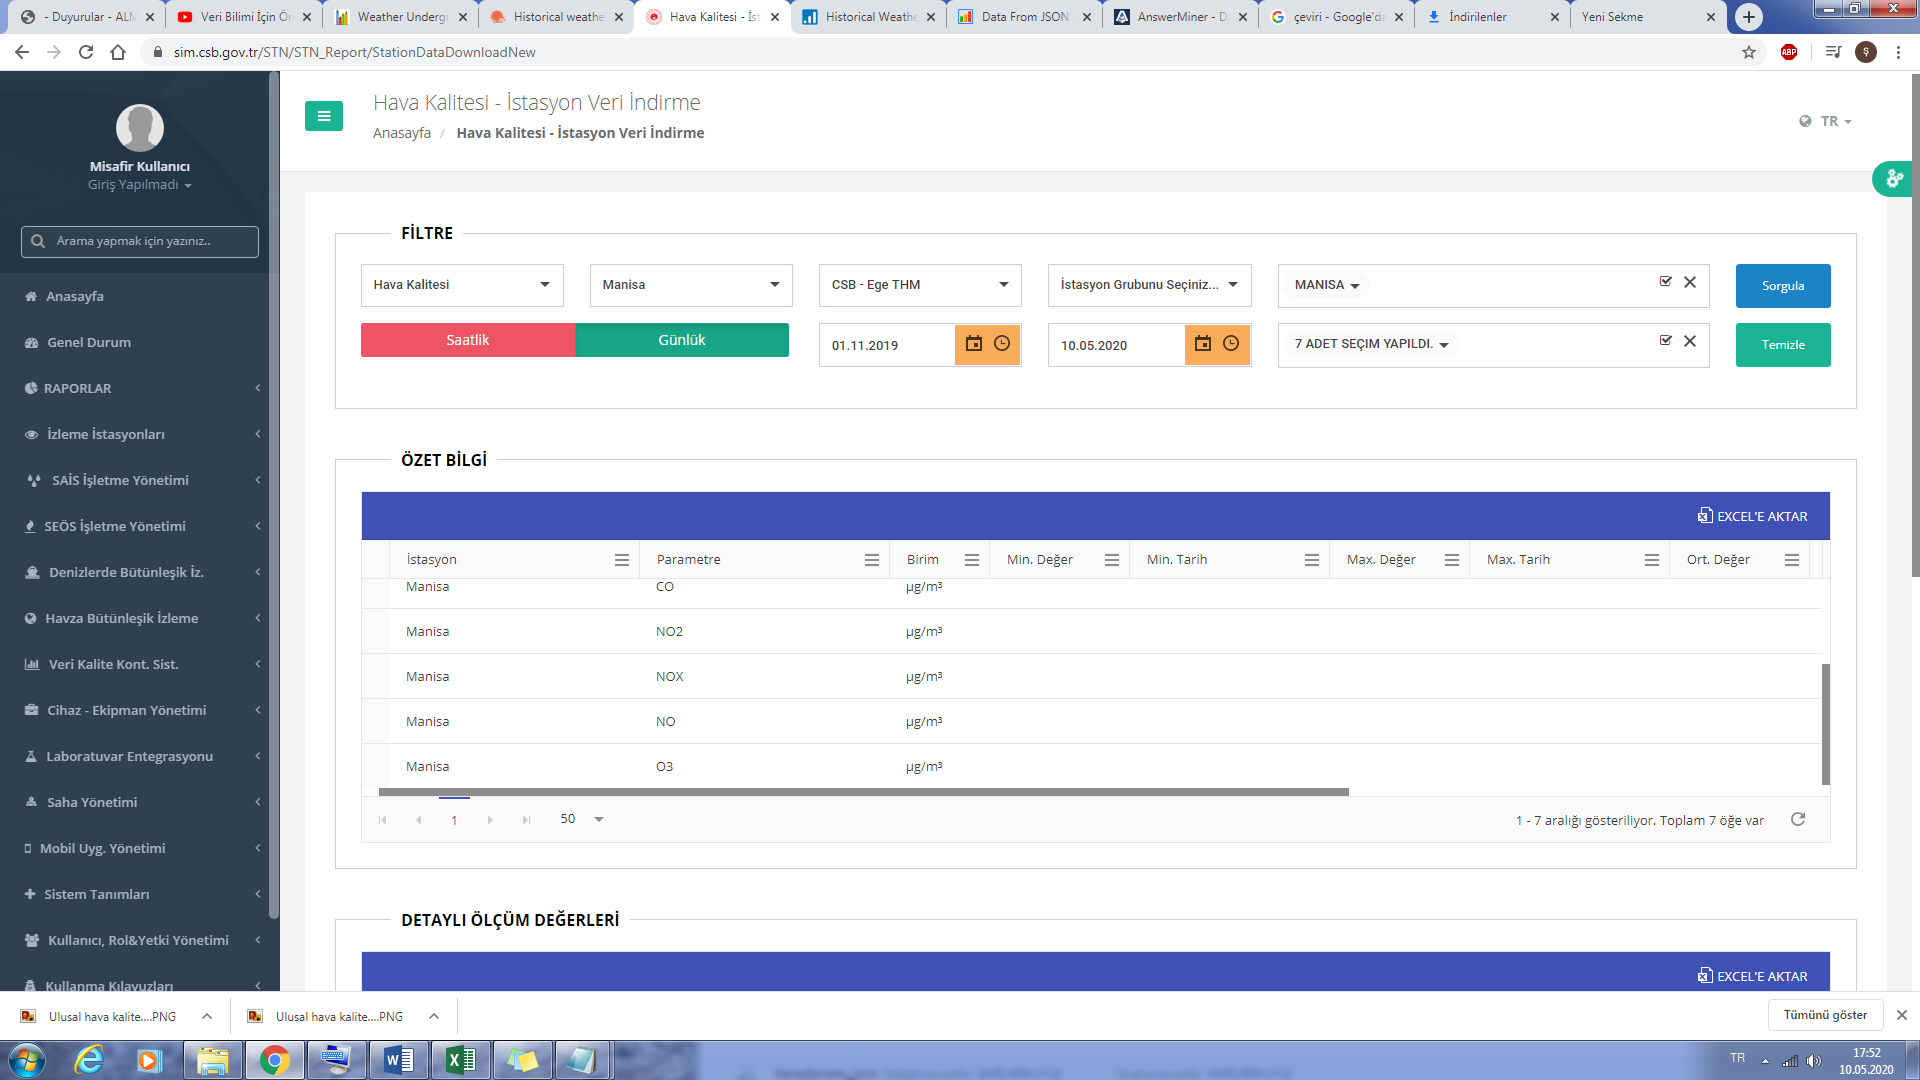 - Duyurular - ALM
Veri Bilimi İçin Ör
Weather Undergr
Historical weathe
Hava Kalitesi - İst
Historical Weathe
Data From JSON
AnswerMiner - D
çeviri - Google'da
İndirilenler
Yeni Sekme
sim.csb.gov.tr/STN/STN_Report/StationDataDownloadNew
ABP
Ş
Misafir Kullanıcı
Giriş Yapılmadı
Arama yapmak için yazınız..
Anasayfa
Genel Durum
RAPORLAR
İzleme İstasyonları
SAİS İşletme Yönetimi
SEÖS İşletme Yönetimi
Denizlerde Bütünleşik İz.
Havza Bütünleşik İzleme
Veri Kalite Kont. Sist.
Cihaz - Ekipman Yönetimi
Laboratuvar Entegrasyonu
Saha Yönetimi
Mobil Uyg. Yönetimi
Sistem Tanımları
Kullanıcı, Rol&Yetki Yönetimi
Kullanma Kılavuzları
Hava Kalitesi - İstasyon Veri İndirme
Anasayfa / Hava Kalitesi - İstasyon Veri İndirme
TR
FİLTRE
Hava Kalitesi
Manisa
CSB - Ege THM
İstasyon Grubunu Seçiniz...
MANISA
Sorgula
Saatlik
Günlük
01.11.2019
10.05.2020
7 ADET SEÇIM YAPILDI.
Temizle
ÖZET BİLGİ
EXCEL'E AKTAR
İstasyon Parametre Birim Min. Değer Min. Tarih Max. Değer Max. Tarih Ort. Değer
Manisa CO µg/m³
Manisa NO2 µg/m³
Manisa NOX µg/m³
Manisa NO µg/m³
Manisa O3 µg/m³
1 50
1 - 7 aralığı gösteriliyor. Toplam 7 öğe var
DETAYLI ÖLÇÜM DEĞERLERİ
EXCEL'E AKTAR
Ulusal hava kalite....PNG
Ulusal hava kalite....PNG
Tümünü göster
TR
17:52
10.05.2020